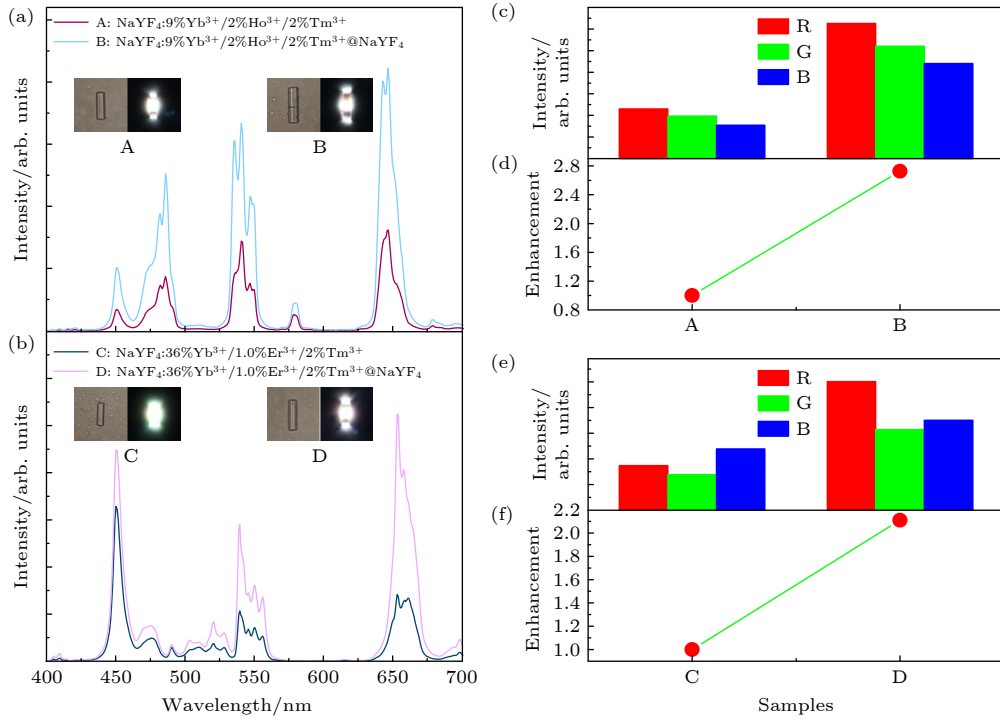 (a)
A: NaYF₄:9%Yb³⁺/2%Ho³⁺/2%Tm³⁺
B: NaYF₄:9%Yb³⁺/2%Ho³⁺/2%Tm³⁺@NaYF₄
A
B
Intensity/arb. units
(b)
C: NaYF₄:36%Yb³⁺/1.0%Er³⁺/2%Tm³⁺
D: NaYF₄:36%Yb³⁺/1.0%Er³⁺/2%Tm³⁺@NaYF₄
C
D
Intensity/arb. units
400 450 500 550 600 650 700
Wavelength/nm
(c)
R
G
B
Intensity/
arb. units
(d)
2.8
2.4
2.0
1.6
1.2
0.8
Enhancement
A B
(e)
R
G
B
Intensity/
arb. units
(f)
2.2
2.0
1.8
1.6
1.4
1.2
1.0
Enhancement
C D
Samples